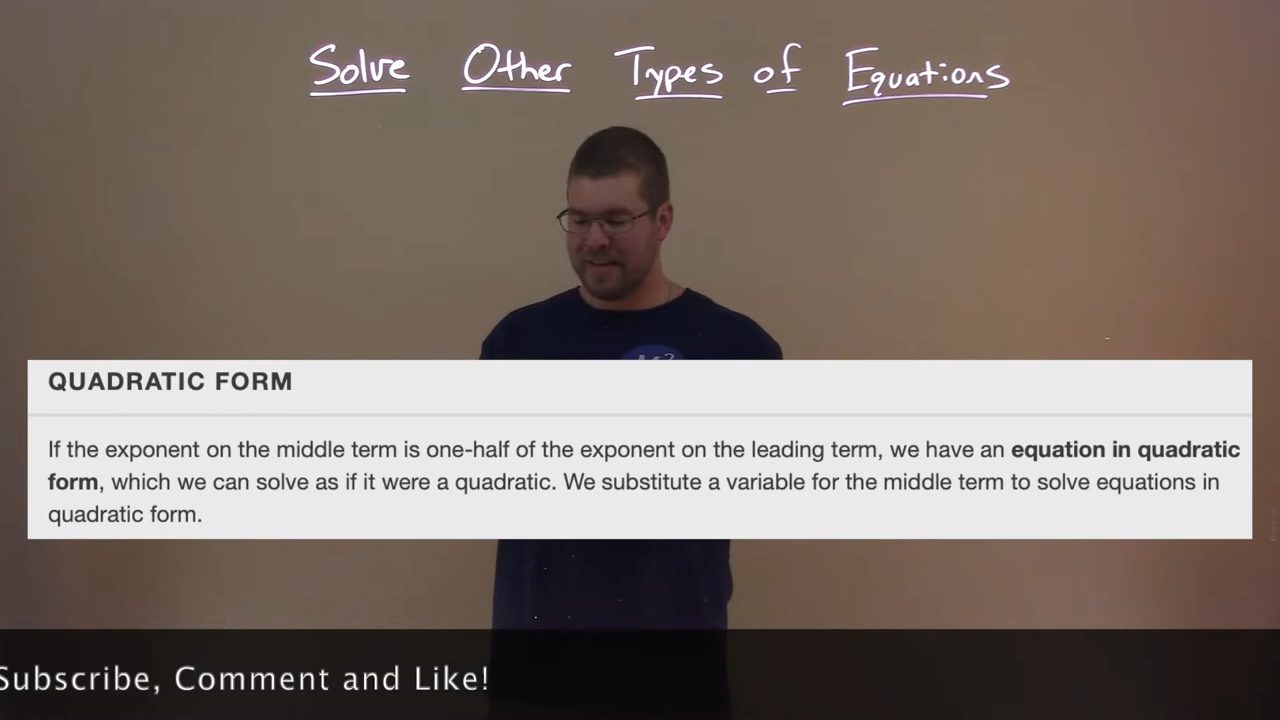 Solve Other Types of Equations
M²
QUADRATIC FORM
If the exponent on the middle term is one-half of the exponent on the leading term, we have an equation in quadratic
form, which we can solve as if it were a quadratic. We substitute a variable for the middle term to solve equations in
quadratic form.
Subscribe, Comment and Like!